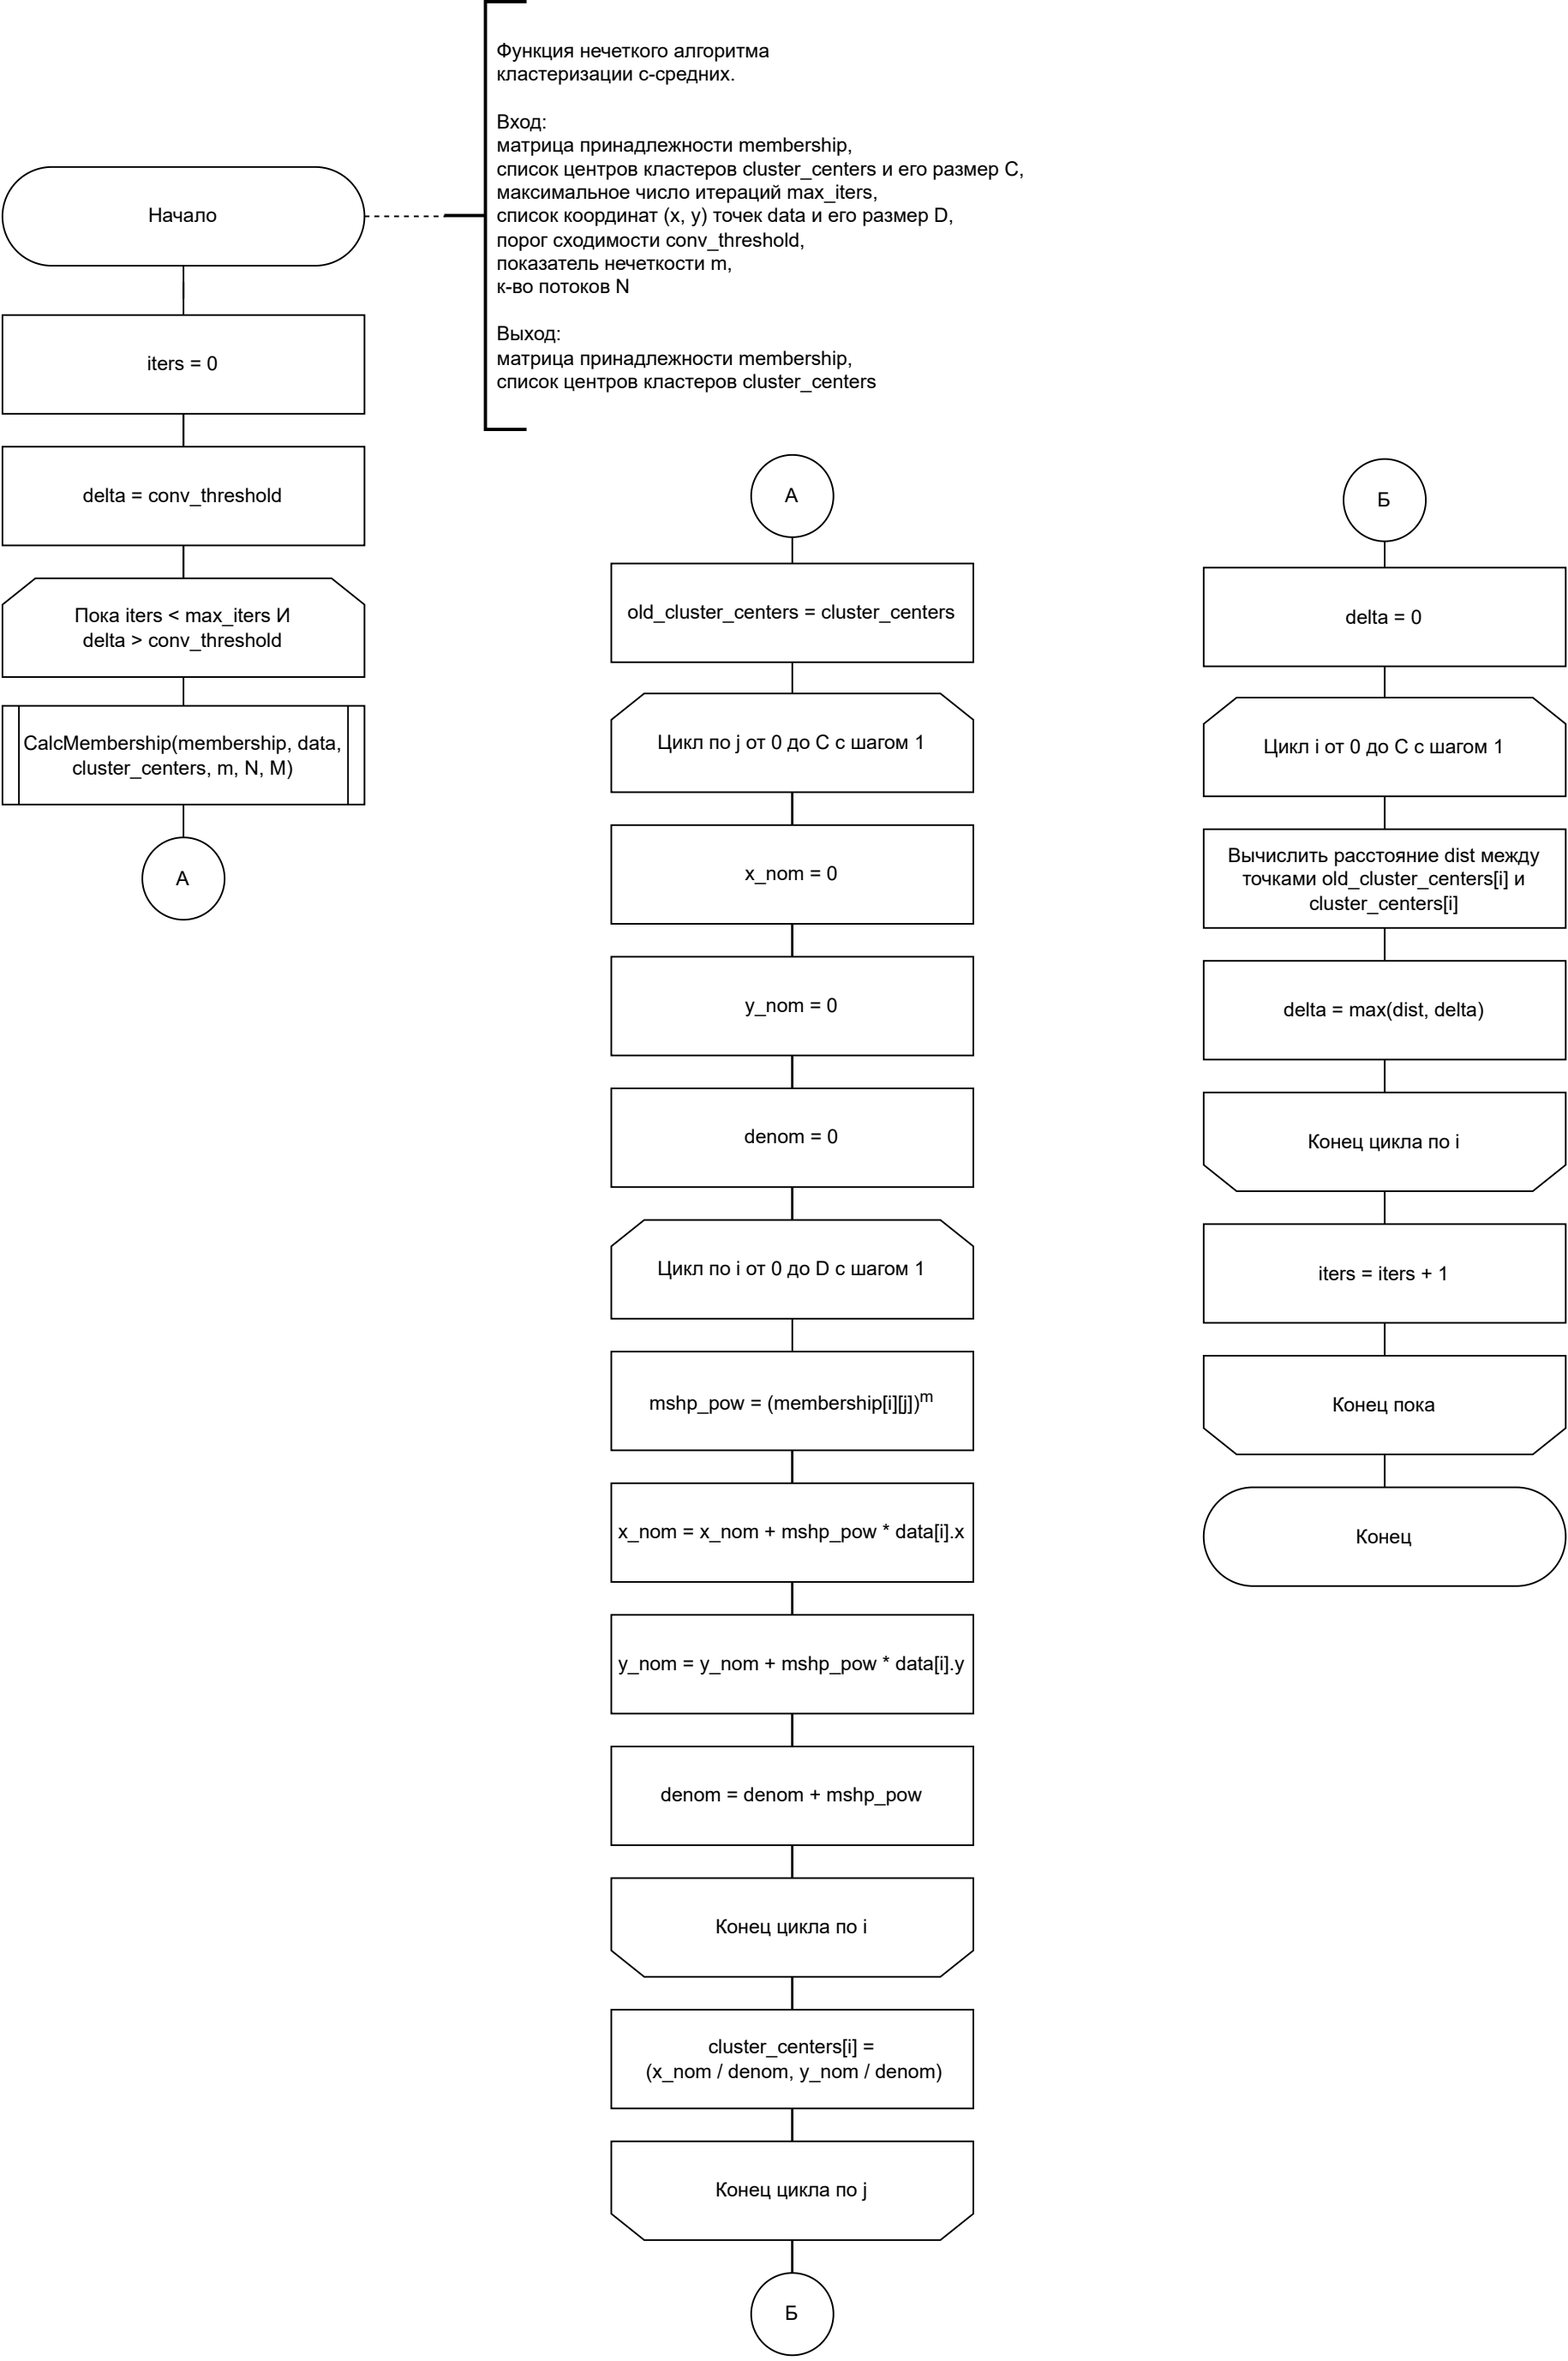 Функция нечеткого алгоритма
кластеризации c-средних.
Вход:
матрица принадлежности membership,
список центров кластеров cluster_centers и его размер C,
максимальное число итераций max_iters,
список координат (x, y) точек data и его размер D,
порог сходимости conv_threshold,
показатель нечеткости m,
к-во потоков N
Выход:
матрица принадлежности membership,
список центров кластеров cluster_centers
Начало
iters = 0
delta = conv_threshold
Пока iters < max_iters И
delta > conv_threshold
CalcMembership(membership, data,
cluster_centers, m, N, M)
А
А
old_cluster_centers = cluster_centers
Цикл по j от 0 до C с шагом 1
x_nom = 0
y_nom = 0
denom = 0
Цикл по i от 0 до D с шагом 1
mshp_pow = (membership[i][j])^m
x_nom = x_nom + mshp_pow * data[i].x
y_nom = y_nom + mshp_pow * data[i].y
denom = denom + mshp_pow
Конец цикла по i
cluster_centers[i] =
(x_nom / denom, y_nom / denom)
Конец цикла по j
Б
Б
delta = 0
Цикл i от 0 до C с шагом 1
Вычислить расстояние dist между
точками old_cluster_centers[i] и
cluster_centers[i]
delta = max(dist, delta)
Конец цикла по i
iters = iters + 1
Конец пока
Конец